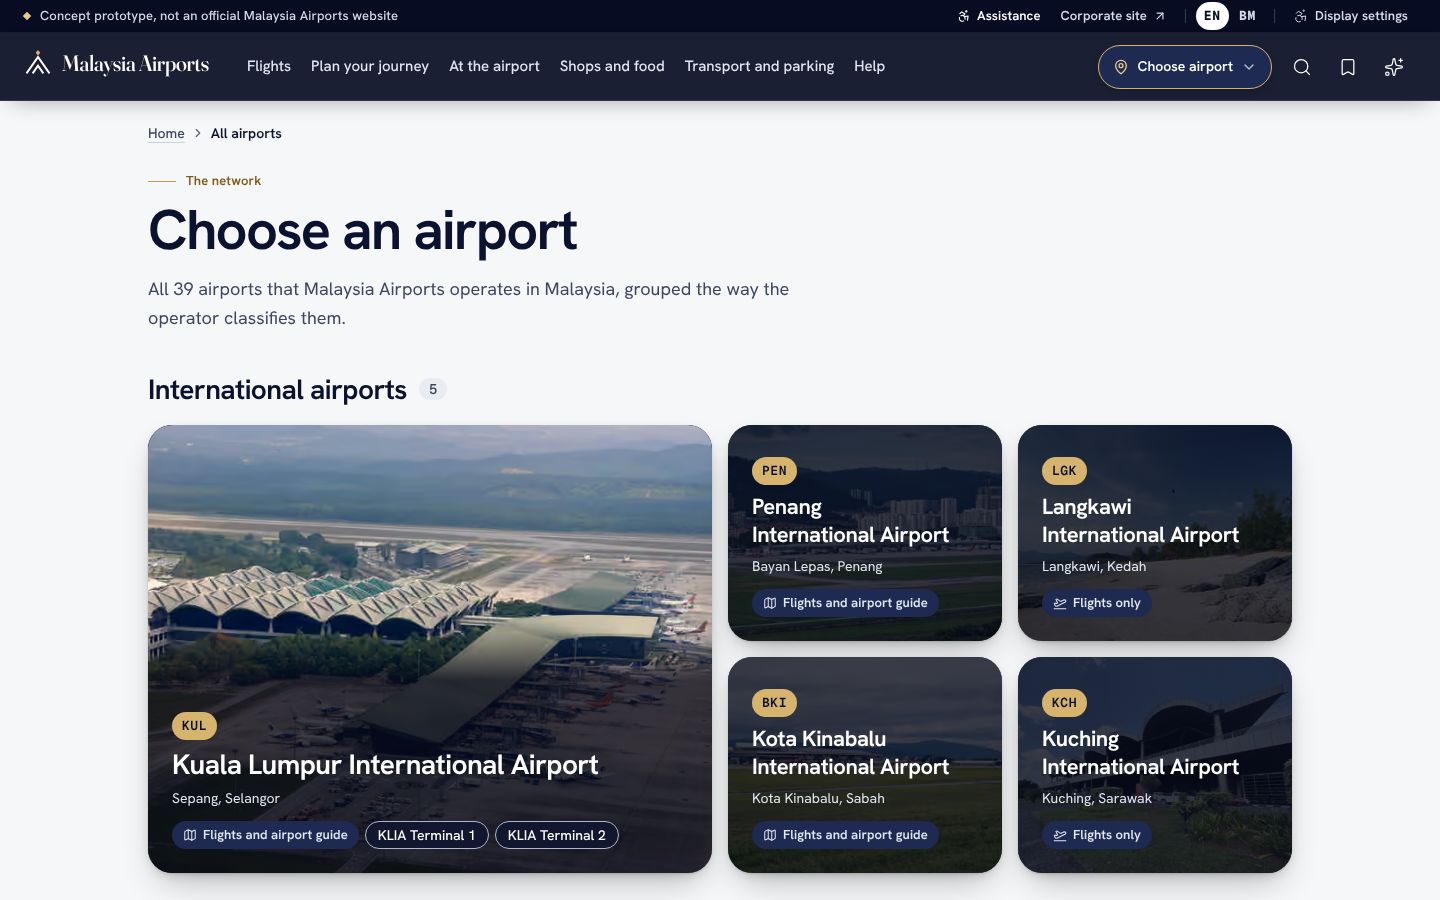 Concept prototype, not an official Malaysia Airports website
Assistance
Corporate site
EN
BM
Display settings
Malaysia Airports
Flights
Plan your journey
At the airport
Shops and food
Transport and parking
Help
Choose airport
Home
All airports
The network
Choose an airport
All 39 airports that Malaysia Airports operates in Malaysia, grouped the way the
operator classifies them.
International airports 5
KUL
Kuala Lumpur International Airport
Sepang, Selangor
Flights and airport guide
KLIA Terminal 1
KLIA Terminal 2
PEN
Penang
International Airport
Bayan Lepas, Penang
Flights and airport guide
LGK
Langkawi
International Airport
Langkawi, Kedah
Flights only
BKI
Kota Kinabalu
International Airport
Kota Kinabalu, Sabah
Flights and airport guide
KCH
Kuching
International Airport
Kuching, Sarawak
Flights only